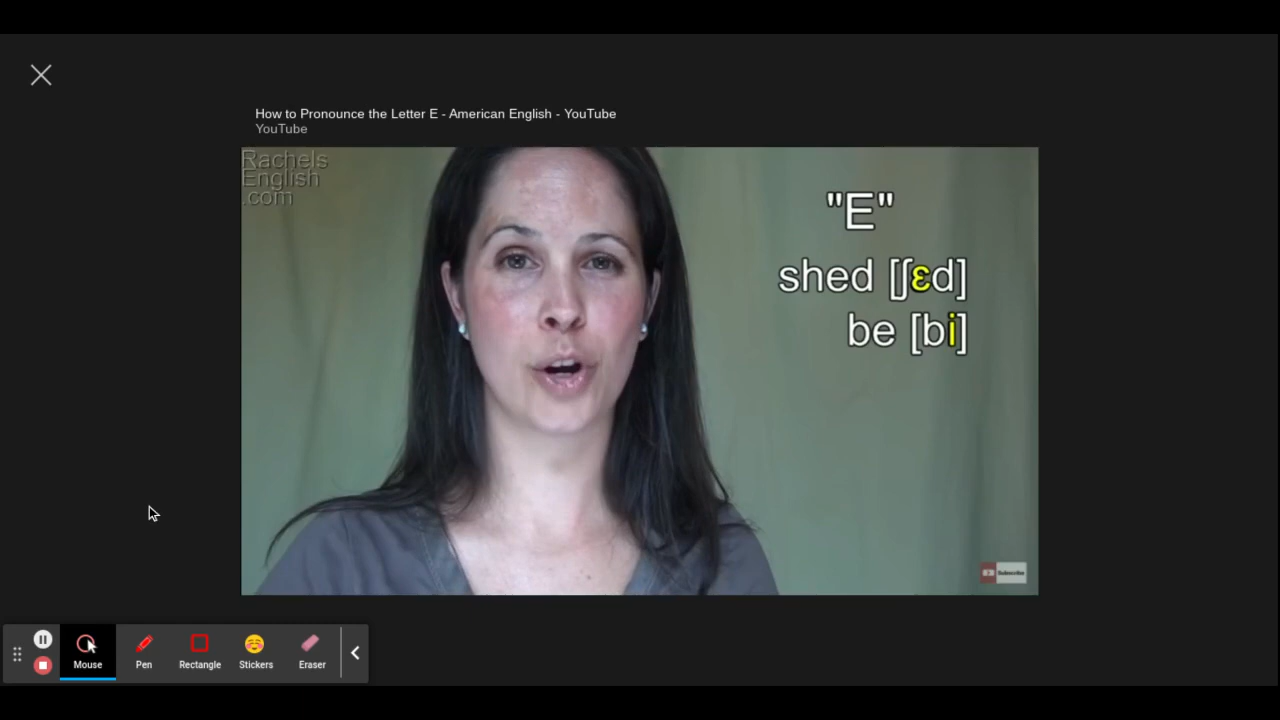 How to Pronounce the Letter E - American English - YouTube
YouTube
Rachels
English
.com
"E"
shed [ʃɛd]
be [bi]
Subscribe
Mouse
Pen
Rectangle
Stickers
Eraser